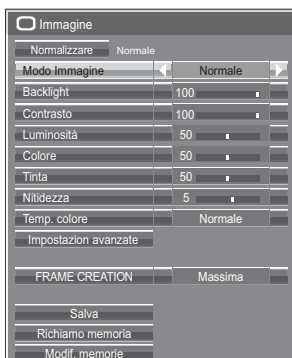 Immagine
Normalizzare Normale
Modo Immagine Normale
Backlight 100
Contrasto 100
Luminosità 50
Colore 50
Tinta 50
Nitidezza 5
Temp. colore Normale
Impostazion avanzate
FRAME CREATION Massima
Salva
Richiamo memoria
Modif. memorie